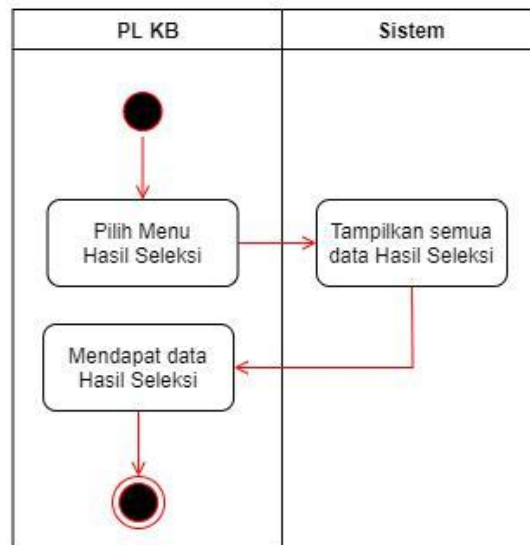 PL KB
Sistem
Pilih Menu
Hasil Seleksi
Tampilkan semua
data Hasil Seleksi
Mendapat data
Hasil Seleksi